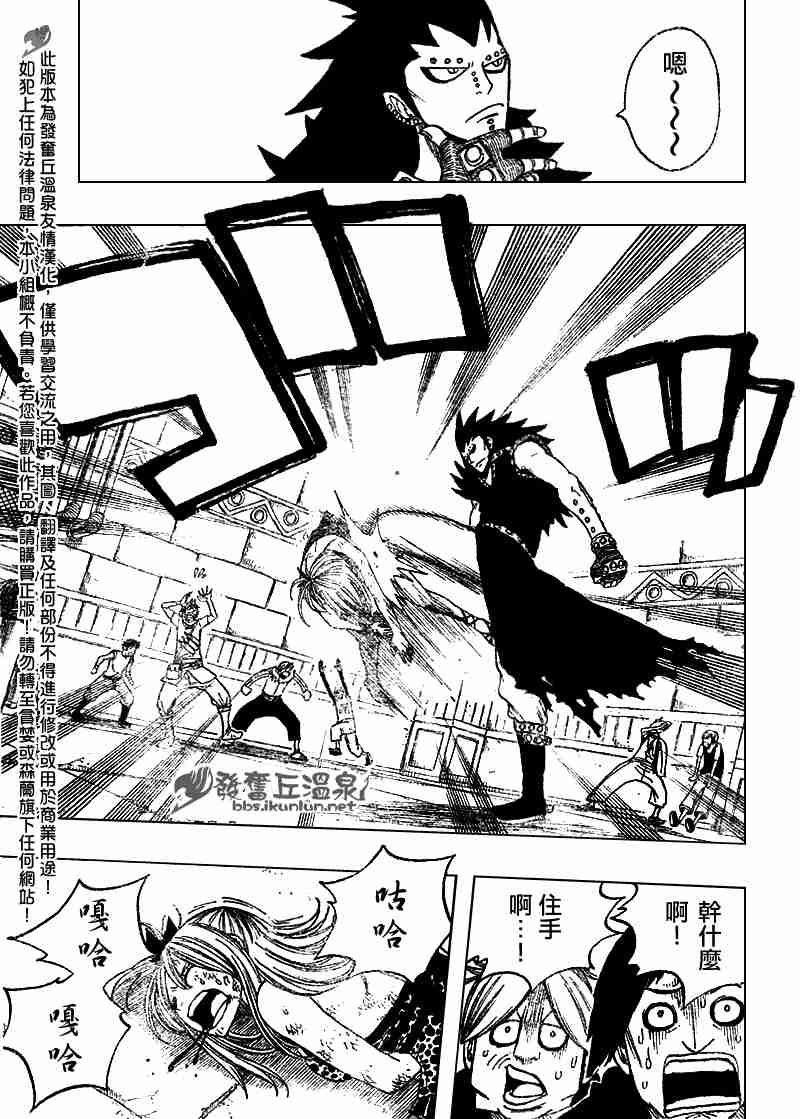 嗯~~~~
ゴッ
幹什麼
啊！
住手
啊…！
咕哈
嘎哈
嘎哈
此版本為發奮丘溫泉友情漢化，僅供學習交流之用，其圖、翻譯及任何部份不得進行修改或用於商業用途！
如犯上任何法律問題，本小組概不負責。若您喜歡此作品。請購買正版！請勿轉至貪婪或森蘭旗下任何網站！
發奮丘溫泉
bbs.ikunlun.net